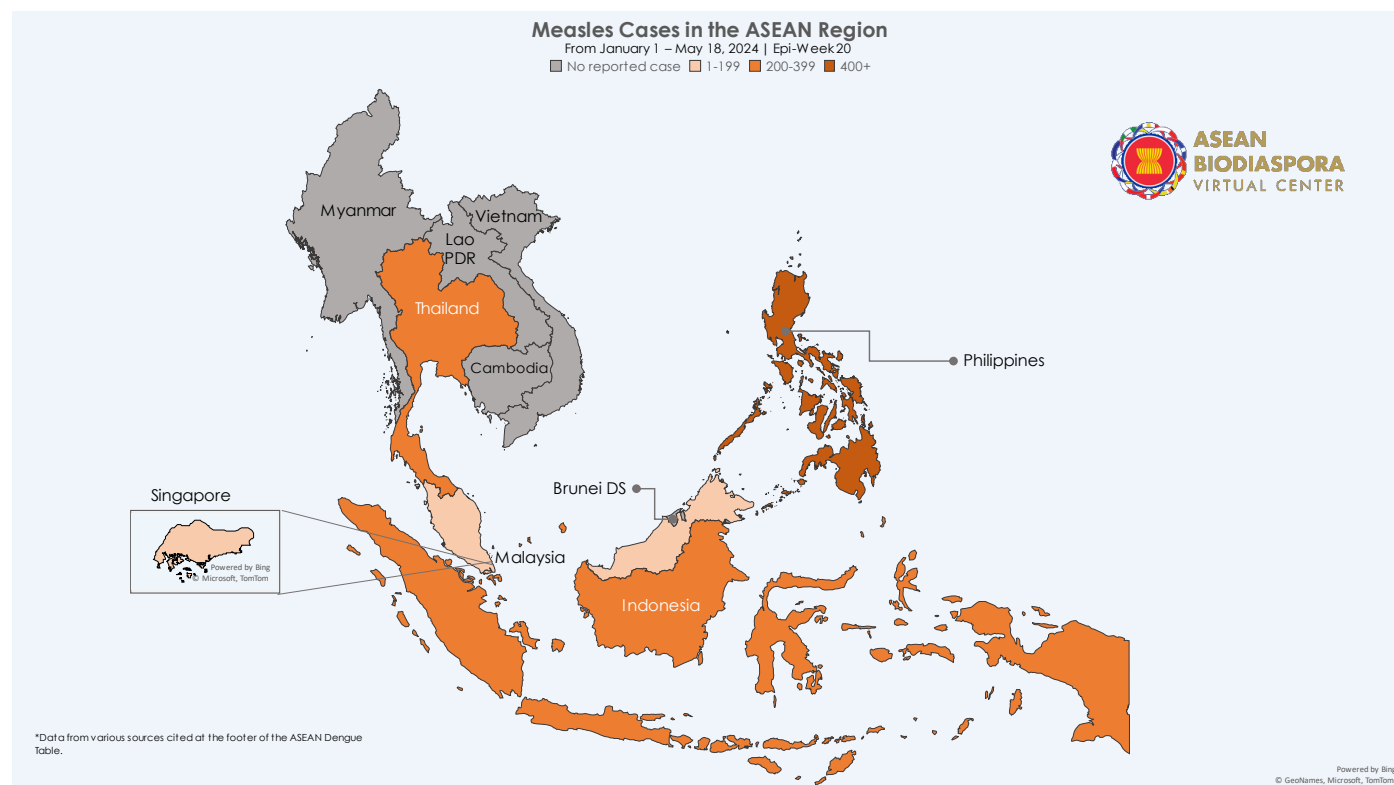 Measles Cases in the ASEAN Region
From January 1 – May 18, 2024 | Epi-Week 20
No reported case 1-199 200-399 400+
ASEAN
BIODIASPORA
VIRTUAL CENTER
Myanmar
Vietnam
Lao
PDR
Thailand
Cambodia
Philippines
Brunei DS
Singapore
Powered by Bing
© Microsoft, TomTom
Malaysia
Indonesia
*Data from various sources cited at the footer of the ASEAN Dengue
Table.
Powered by Bing
© GeoNames, Microsoft, TomTom